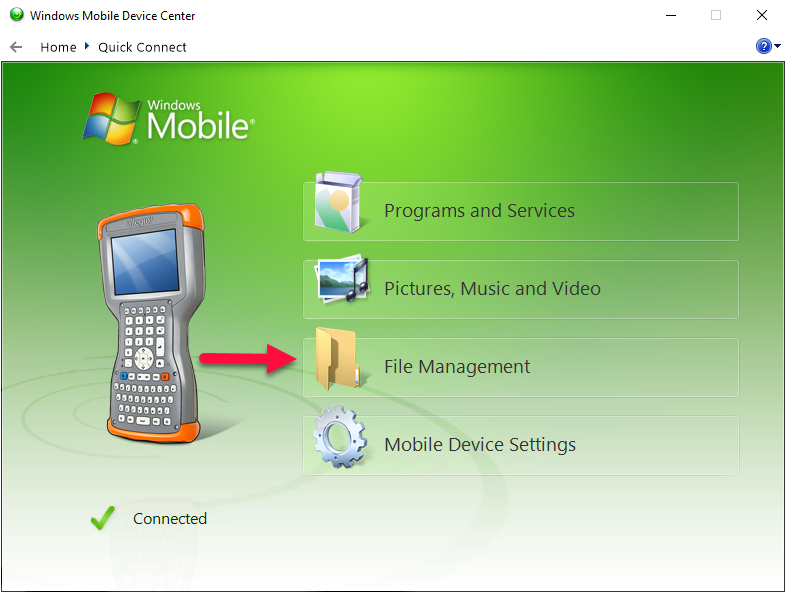 Windows Mobile Device Center
Home Quick Connect
?
Windows
Mobile®
Programs and Services
Pictures, Music and Video
File Management
Mobile Device Settings
Connected